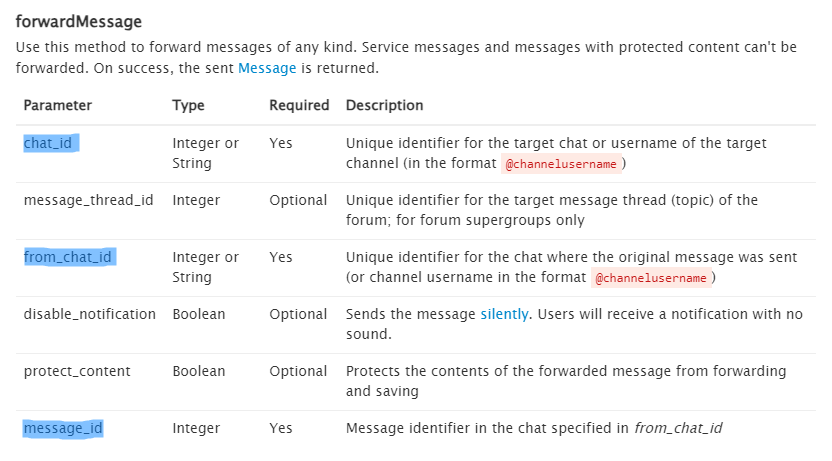 forwardMessage
Use this method to forward messages of any kind. Service messages and messages with protected content can't be
forwarded. On success, the sent Message is returned.
Parameter Type Required Description
chat_id Integer or String Yes Unique identifier for the target chat or username of the target
channel (in the format @channelusername)
message_thread_id Integer Optional Unique identifier for the target message thread (topic) of the
forum; for forum supergroups only
from_chat_id Integer or String Yes Unique identifier for the chat where the original message was sent
(or channel username in the format @channelusername)
disable_notification Boolean Optional Sends the message silently. Users will receive a notification with no
sound.
protect_content Boolean Optional Protects the contents of the forwarded message from forwarding
and saving
message_id Integer Yes Message identifier in the chat specified in from_chat_id